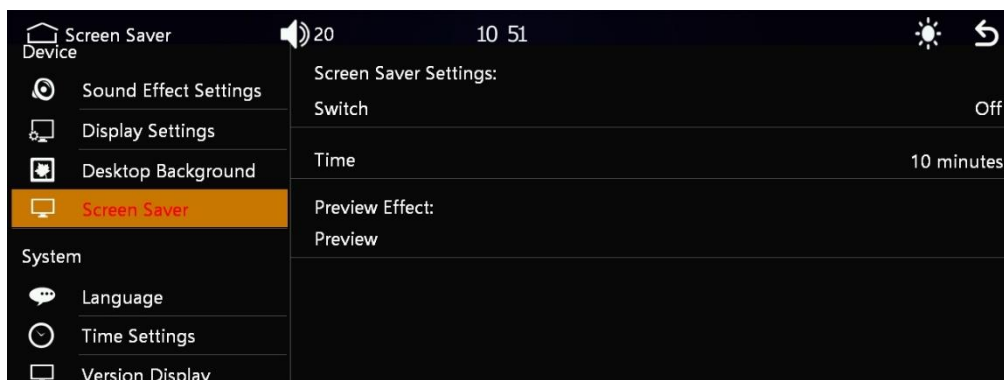 Screen Saver 20 10 51
Device
Sound Effect Settings
Display Settings
Desktop Background
Screen Saver
System
Language
Time Settings
Version Display
Screen Saver Settings:
Switch Off
Time 10 minutes
Preview Effect:
Preview